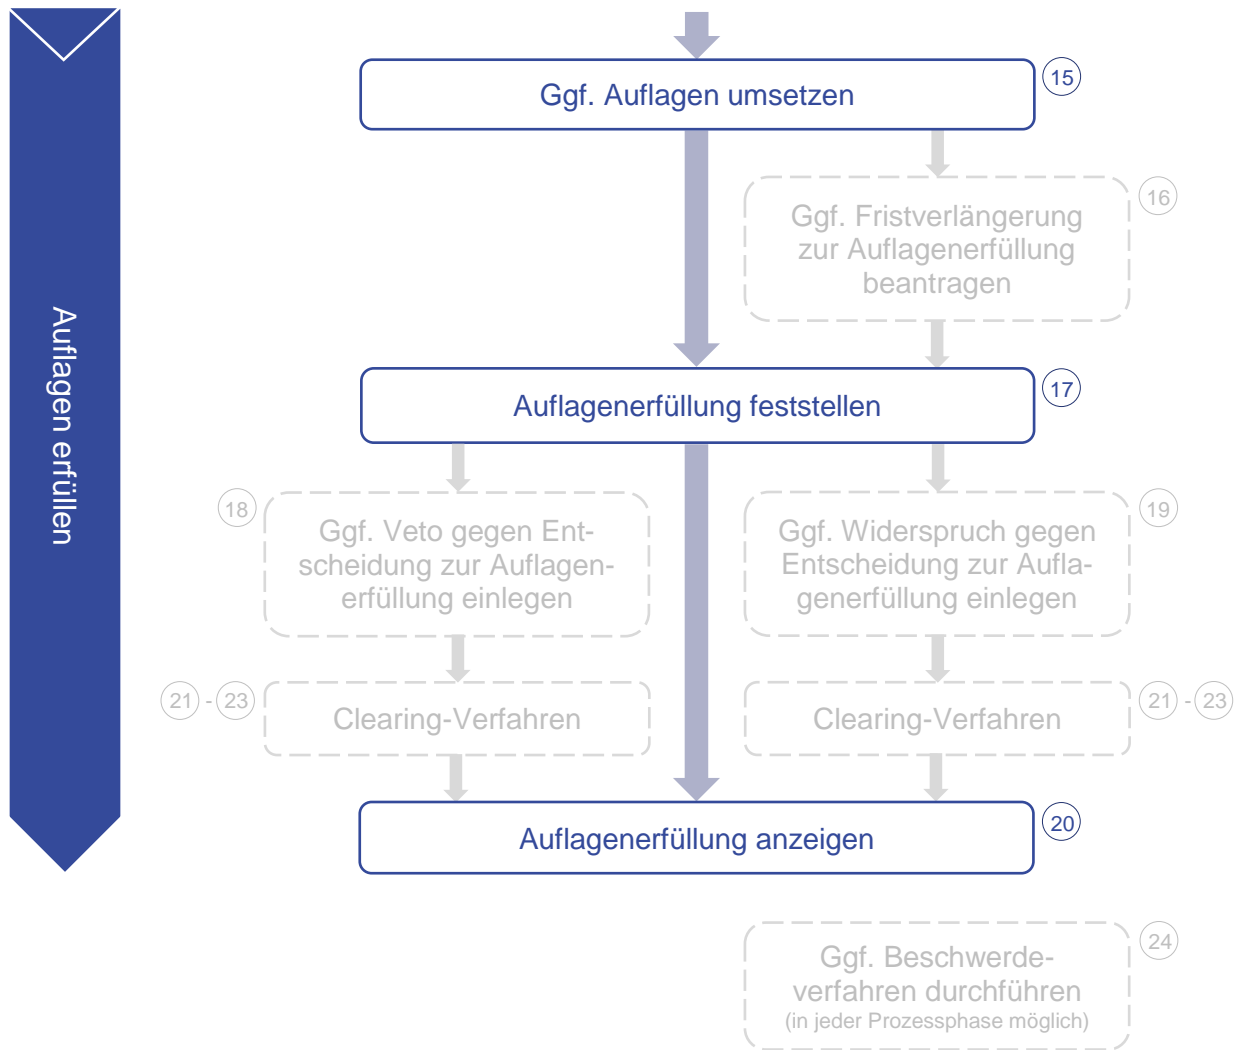 Auflagen erfüllen
Ggf. Auflagen umsetzen
15
Ggf. Fristverlängerung
zur Auflagenerfüllung
beantragen
16
Auflagenerfüllung feststellen
17
18
Ggf. Veto gegen Ent-
scheidung zur Auflagen-
erfüllung einlegen
Ggf. Widerspruch gegen
Entscheidung zur Aufla-
generfüllung einlegen
19
21 - 23
Clearing-Verfahren
Clearing-Verfahren
21 - 23
Auflagenerfüllung anzeigen
20
Ggf. Beschwerde-
verfahren durchführen
(in jeder Prozessphase möglich)
24